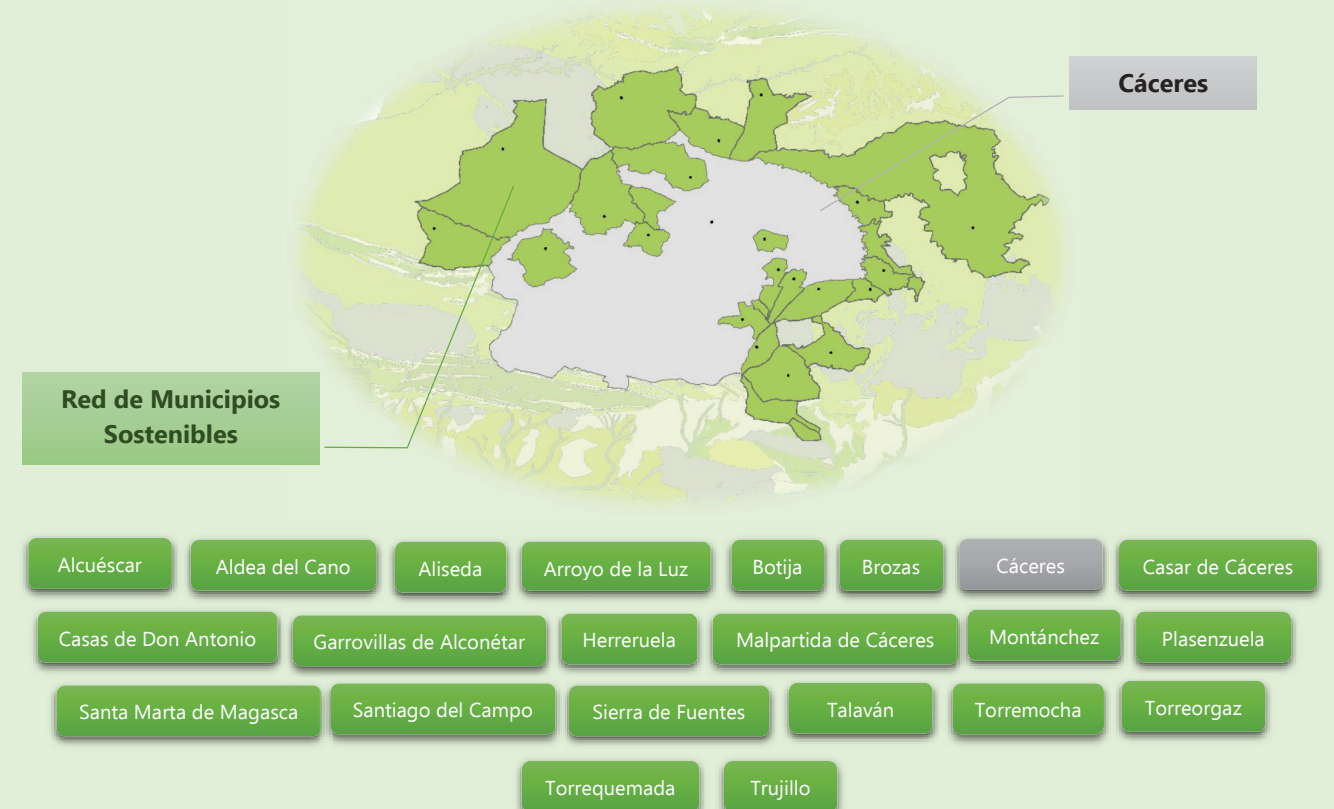 Cáceres
Red de Municipios
Sostenibles
Alcuéscar
Aldea del Cano
Aliseda
Arroyo de la Luz
Botija
Brozas
Cáceres
Casar de Cáceres
Casas de Don Antonio
Garrovillas de Alconétar
Herreruela
Malpartida de Cáceres
Montánchez
Plasenzuela
Santa Marta de Magasca
Santiago del Campo
Sierra de Fuentes
Talaván
Torremocha
Torreorgaz
Torrequemada
Trujillo